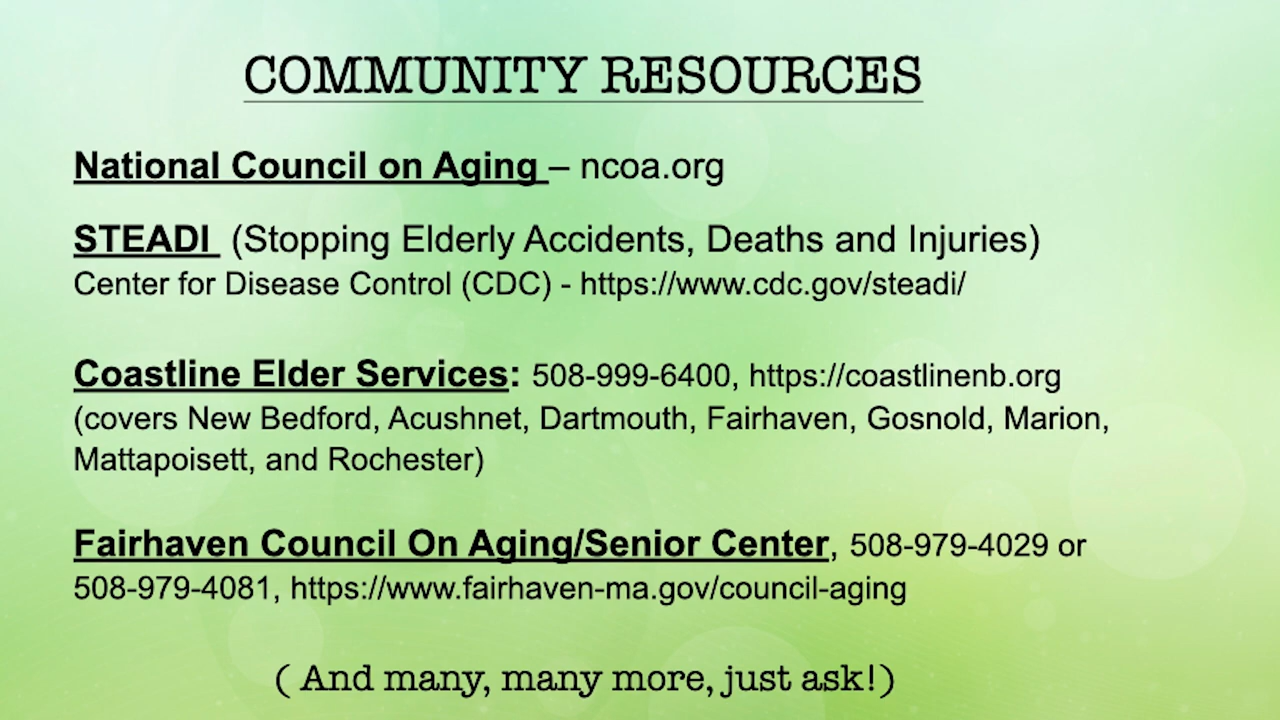 COMMUNITY RESOURCES
National Council on Aging – ncoa.org
STEADI (Stopping Elderly Accidents, Deaths and Injuries)
Center for Disease Control (CDC) - https://www.cdc.gov/steadi/
Coastline Elder Services: 508-999-6400, https://coastlinenb.org
(covers New Bedford, Acushnet, Dartmouth, Fairhaven, Gosnold, Marion,
Mattapoisett, and Rochester)
Fairhaven Council On Aging/Senior Center, 508-979-4029 or
508-979-4081, https://www.fairhaven-ma.gov/council-aging
( And many, many more, just ask!)